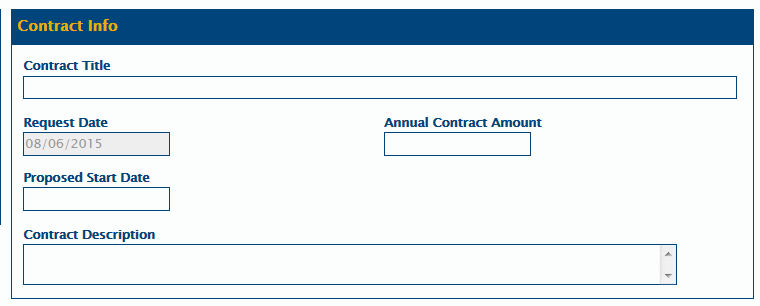 Contract Info
Contract Title
Request Date
Annual Contract Amount
08/06/2015
Proposed Start Date
Contract Description